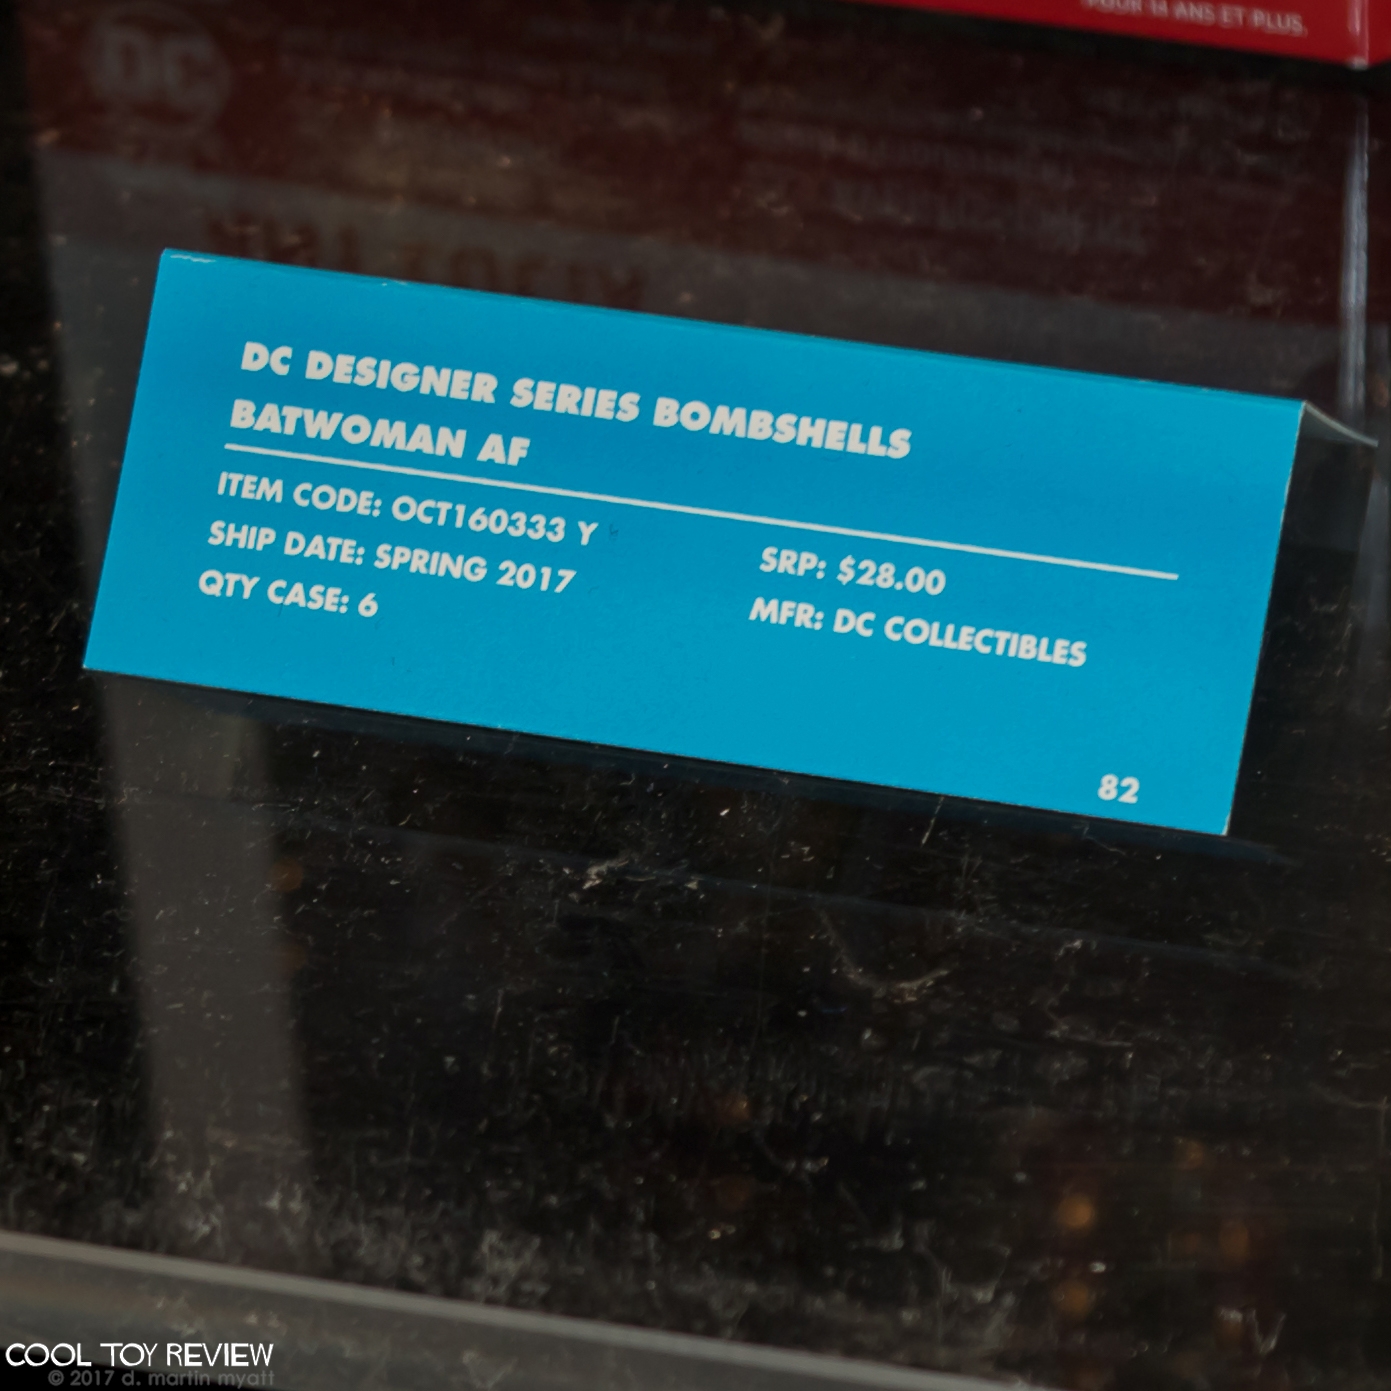 POUR 14 ANS ET PLUS.
DC
DC DESIGNER SERIES BOMBSHELLS
BATWOMAN AF
ITEM CODE: OCT160333 Y
SHIP DATE: SPRING 2017
QTY CASE: 6
SRP: $28.00
MFR: DC COLLECTIBLES
82
COOL TOY REVIEW
© 2017 d. martin myatt